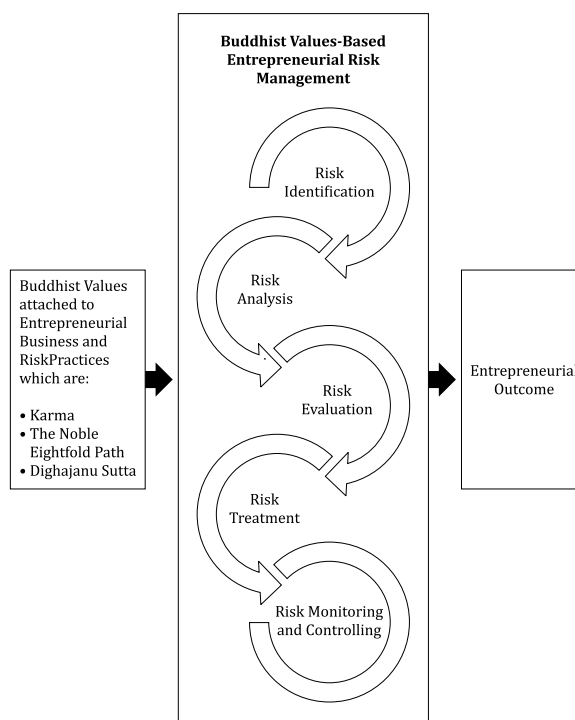 Buddhist Values-Based
Entrepreneurial Risk
Management
Risk
Identification
Risk
Analysis
Risk
Evaluation
Risk
Treatment
Risk Monitoring
and Controlling
Buddhist Values
attached to
Entrepreneurial
Business and
RiskPractices
which are:
• Karma
• The Noble
Eightfold Path
• Dighajanu Sutta
Entrepreneurial
Outcome